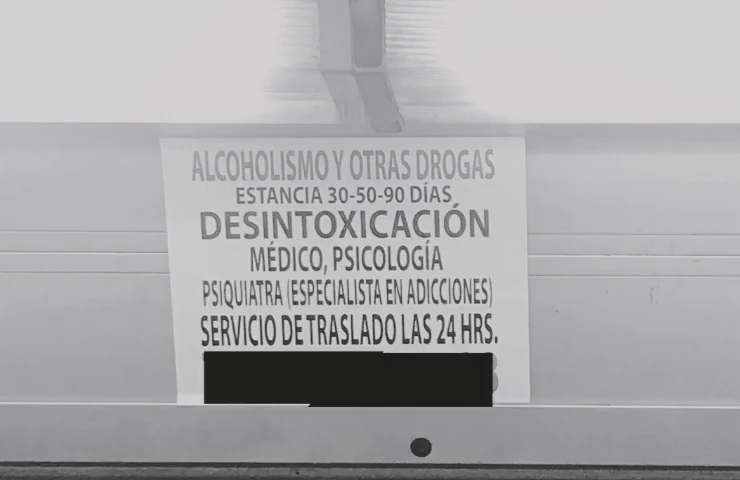 ALCOHOLISMO Y OTRAS DROGAS
ESTANCIA 30-50-90 DÍAS
DESINTOXICACIÓN
MÉDICO, PSICOLOGÍA
PSIQUIATRA (ESPECIALISTA EN ADICCIONES)
SERVICIO DE TRASLADO LAS 24 HRS.